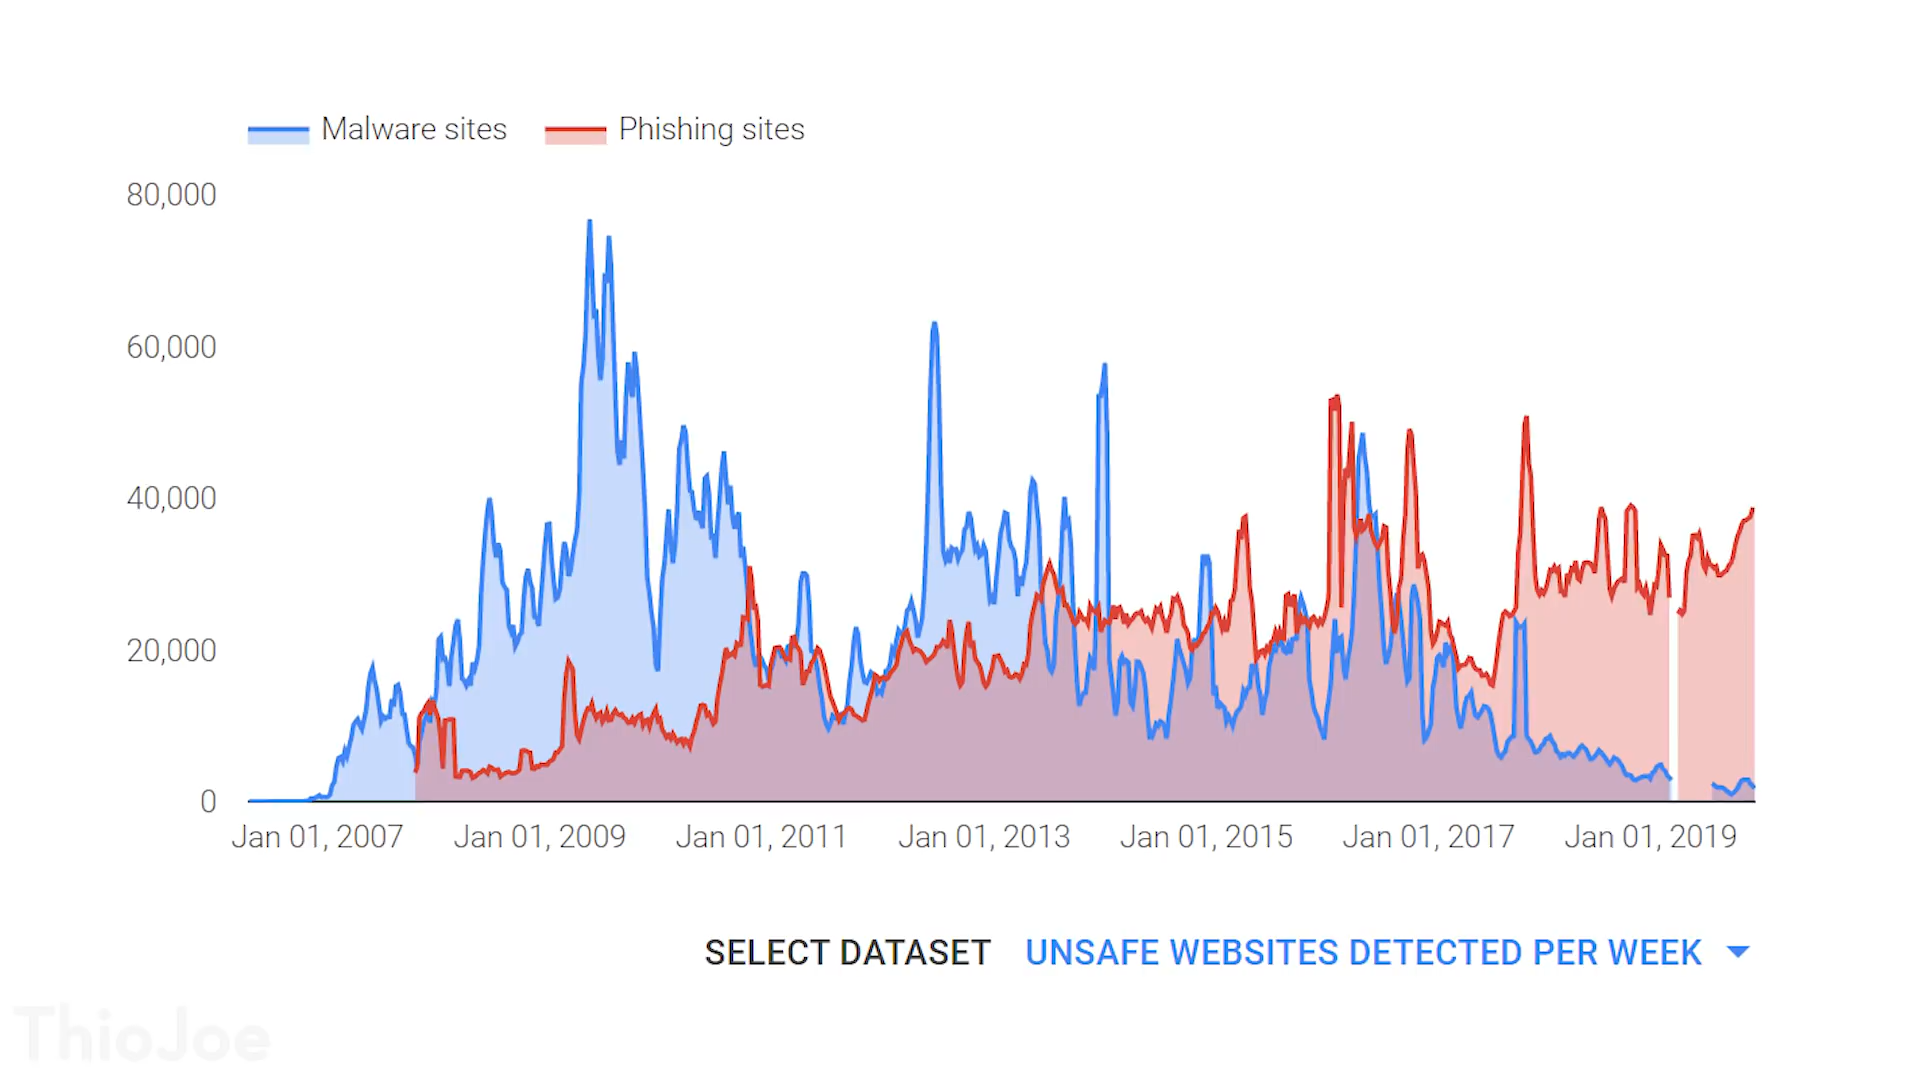 Malware sites Phishing sites
80,000
60,000
40,000
20,000
0
Jan 01, 2007 Jan 01, 2009 Jan 01, 2011 Jan 01, 2013 Jan 01, 2015 Jan 01, 2017 Jan 01, 2019
SELECT DATASET UNSAFE WEBSITES DETECTED PER WEEK
ThioJoe